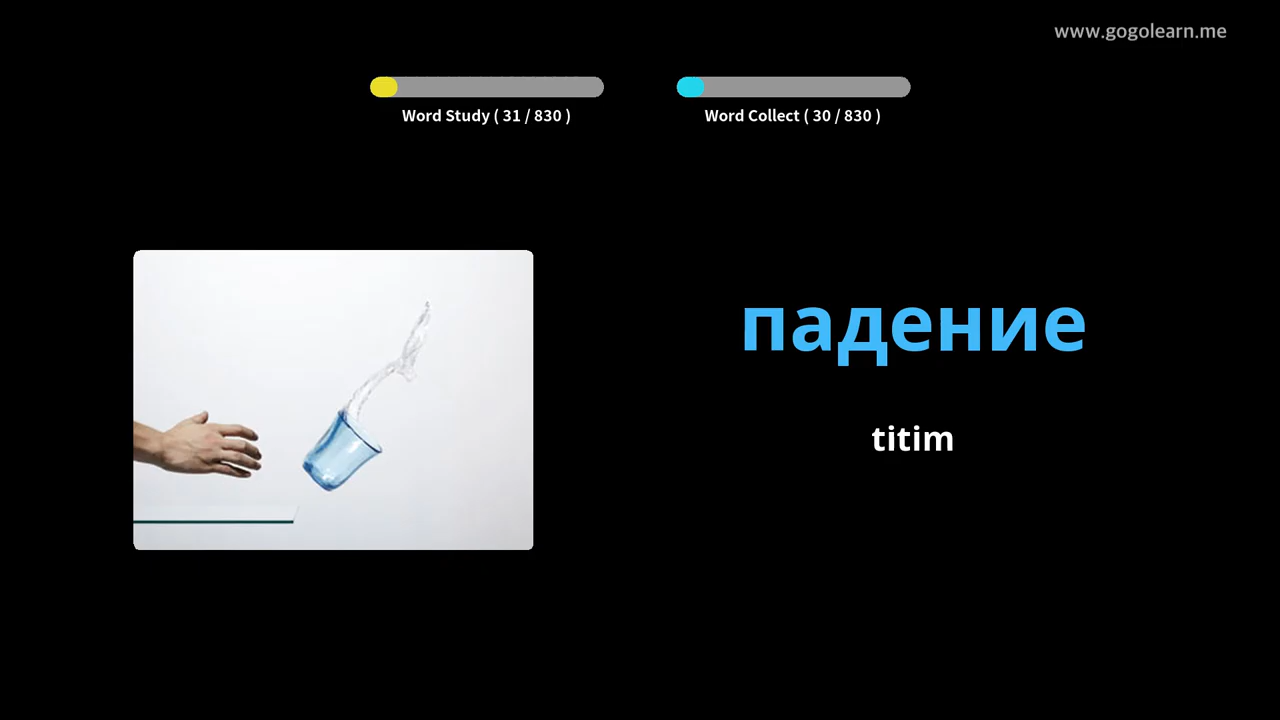 www.gogolearn.me
Word Study ( 31 / 830 )
Word Collect ( 30 / 830 )
падение
titim